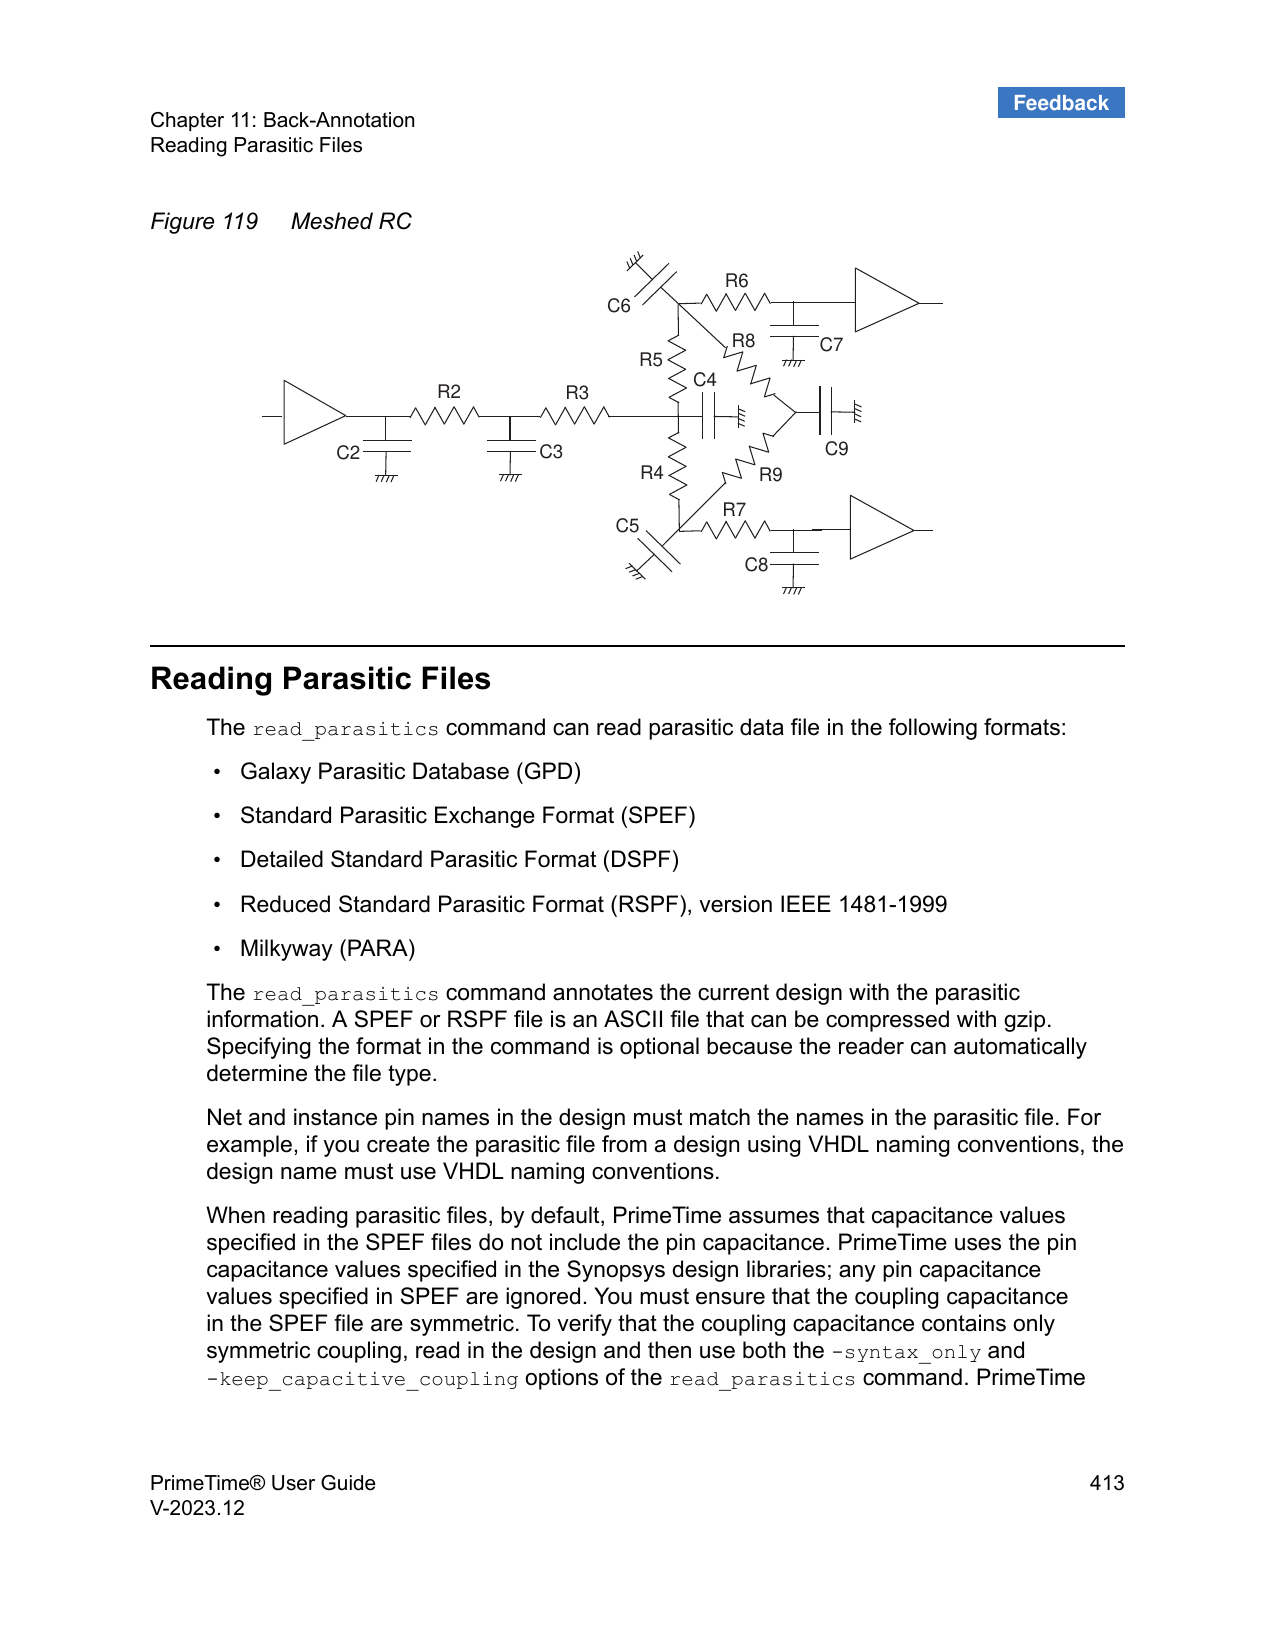 Feedback
Chapter 11: Back-Annotation
Reading Parasitic Files
Figure 119 Meshed RC
R6
C6
R8
C7
R5
C4
R2
R3
C2
C3
C9
R4
R9
R7
C5
C8
Reading Parasitic Files
The read_parasitics command can read parasitic data file in the following formats:
• Galaxy Parasitic Database (GPD)
• Standard Parasitic Exchange Format (SPEF)
• Detailed Standard Parasitic Format (DSPF)
• Reduced Standard Parasitic Format (RSPF), version IEEE 1481-1999
• Milkyway (PARA)
The read_parasitics command annotates the current design with the parasitic
information. A SPEF or RSPF file is an ASCII file that can be compressed with gzip.
Specifying the format in the command is optional because the reader can automatically
determine the file type.
Net and instance pin names in the design must match the names in the parasitic file. For
example, if you create the parasitic file from a design using VHDL naming conventions, the
design name must use VHDL naming conventions.
When reading parasitic files, by default, PrimeTime assumes that capacitance values
specified in the SPEF files do not include the pin capacitance. PrimeTime uses the pin
capacitance values specified in the Synopsys design libraries; any pin capacitance
values specified in SPEF are ignored. You must ensure that the coupling capacitance
in the SPEF file are symmetric. To verify that the coupling capacitance contains only
symmetric coupling, read in the design and then use both the -syntax_only and
-keep_capacitive_coupling options of the read_parasitics command. PrimeTime
PrimeTime® User Guide 413
V-2023.12